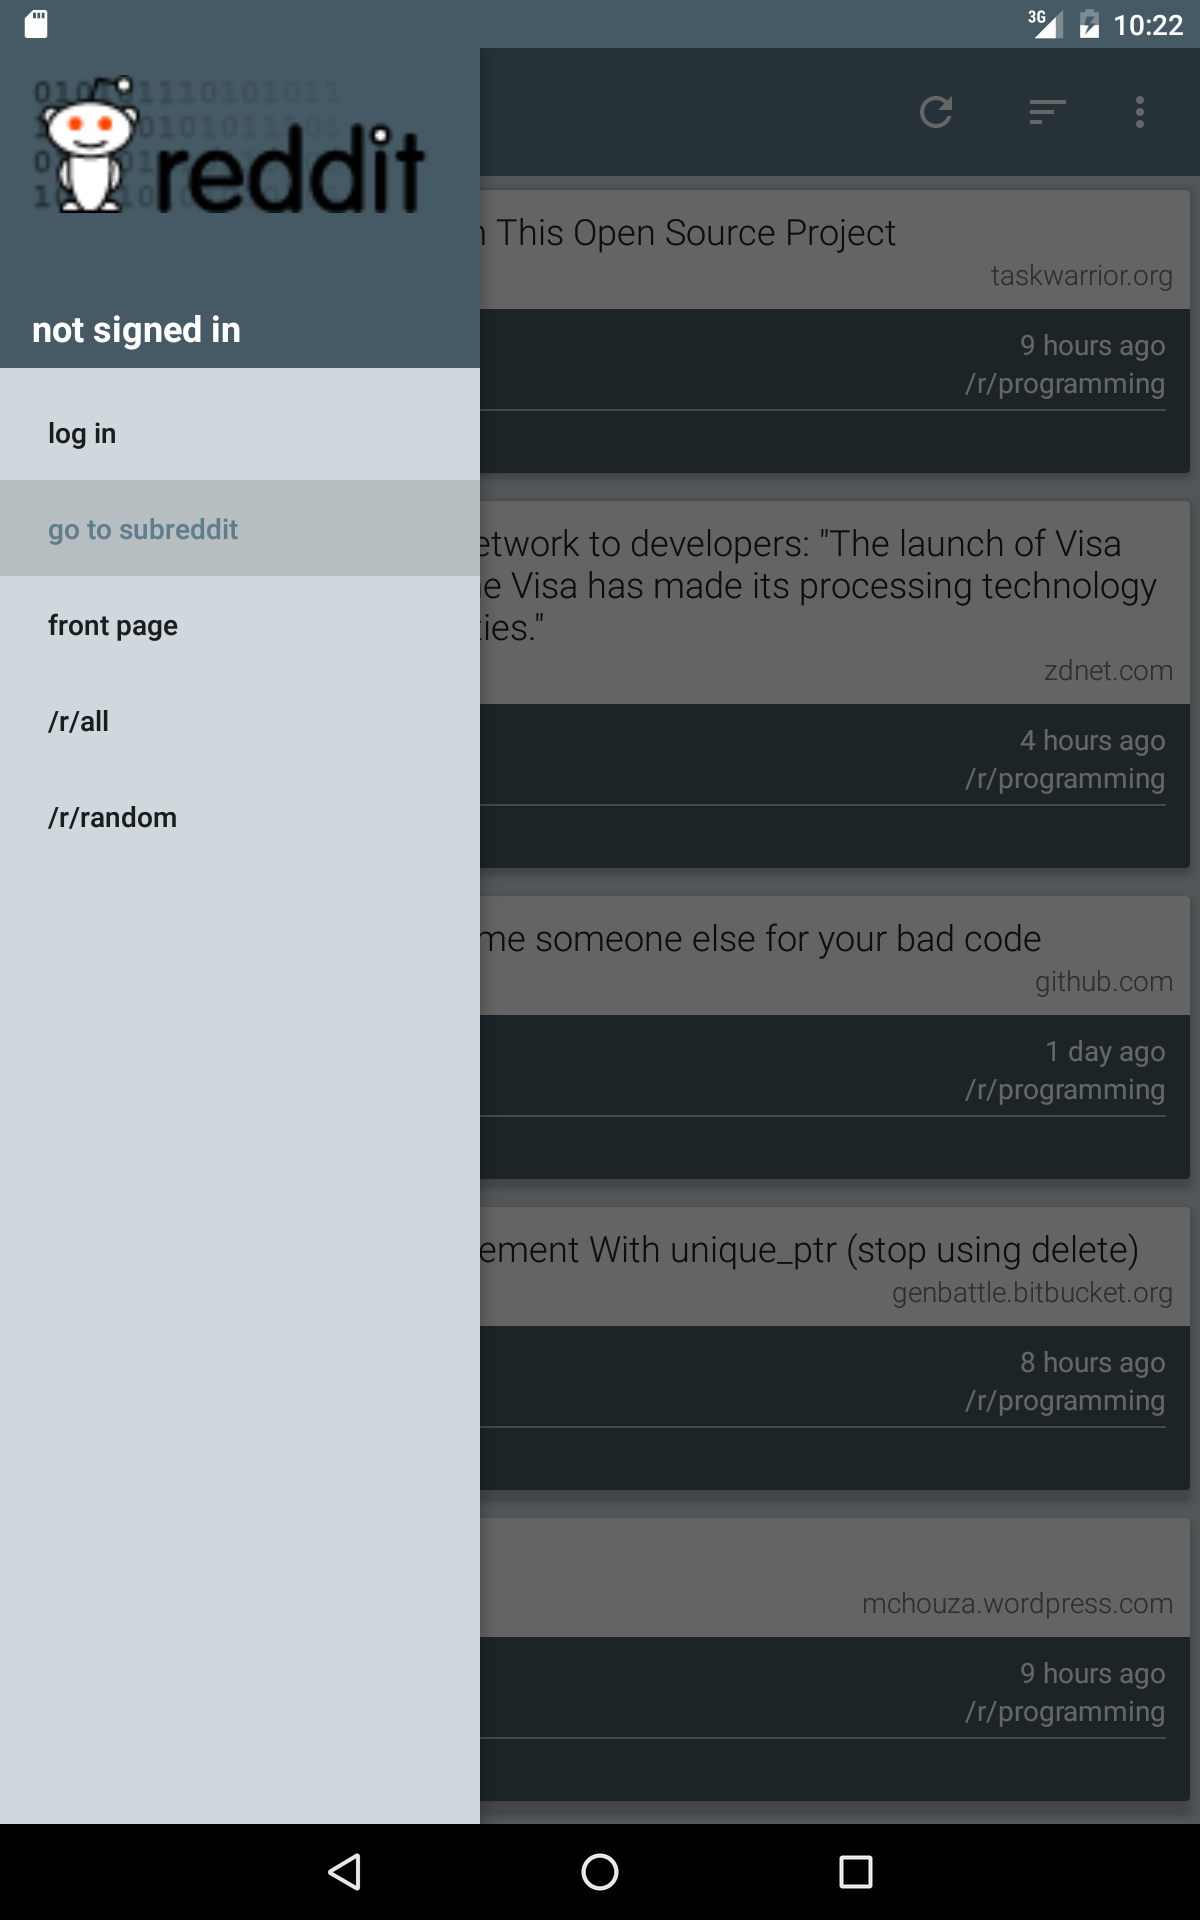 3G 10:22
reddit
not signed in
log in
go to subreddit
front page
/r/all
/r/random
This Open Source Project
taskwarrior.org
9 hours ago
/r/programming
etwork to developers: "The launch of Visa
e Visa has made its processing technology
ties."
zdnet.com
4 hours ago
/r/programming
me someone else for your bad code
github.com
1 day ago
/r/programming
ement With unique_ptr (stop using delete)
genbattle.bitbucket.org
8 hours ago
/r/programming
mchouza.wordpress.com
9 hours ago
/r/programming